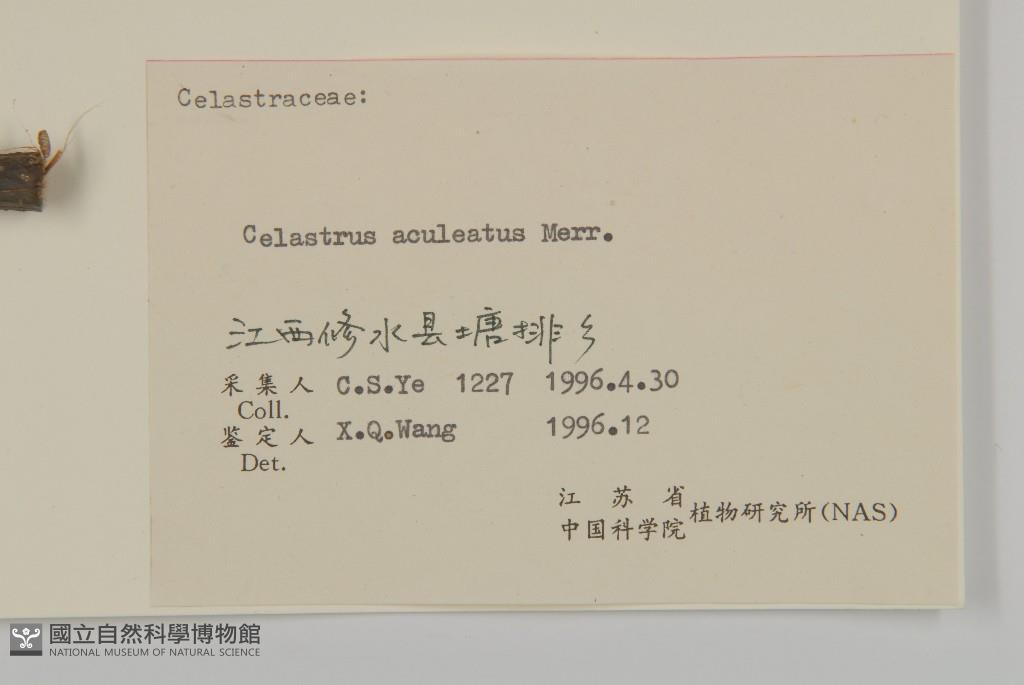 Celastraceae:
Celastrus aculeatus Merr.
江西修水县塘排乡
采集人 C.S.Ye 1227 1996.4.30
Coll.
鉴定人 X.Q.Wang 1996.12
Det.
江苏省
中国科学院 植物研究所(NAS)
國立自然科學博物館
NATIONAL MUSEUM OF NATURAL SCIENCE